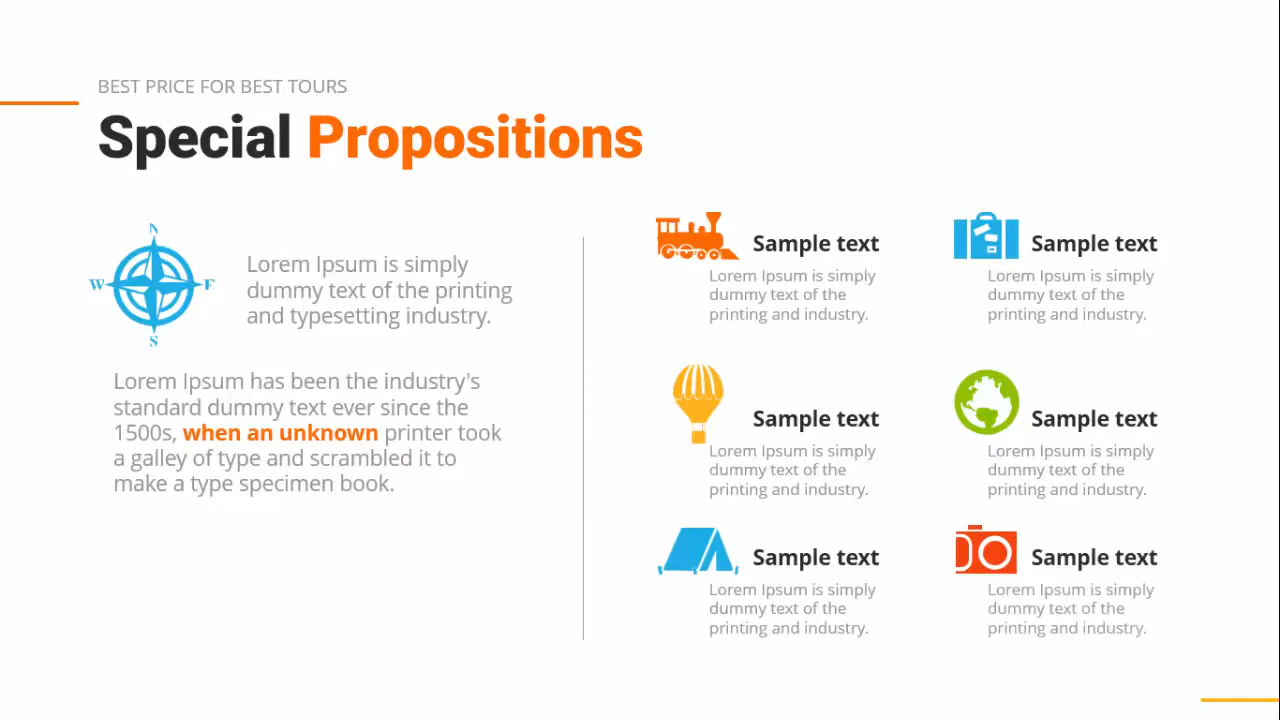 BEST PRICE FOR BEST TOURS
Special Propositions
N
W E
S
Lorem Ipsum is simply
dummy text of the printing
and typesetting industry.
Lorem Ipsum has been the industry's
standard dummy text ever since the
1500s, when an unknown printer took
a galley of type and scrambled it to
make a type specimen book.
Sample text
Lorem Ipsum is simply
dummy text of the
printing and industry.
Sample text
Lorem Ipsum is simply
dummy text of the
printing and industry.
Sample text
Lorem Ipsum is simply
dummy text of the
printing and industry.
Sample text
Lorem Ipsum is simply
dummy text of the
printing and industry.
Sample text
Lorem Ipsum is simply
dummy text of the
printing and industry.
Sample text
Lorem Ipsum is simply
dummy text of the
printing and industry.